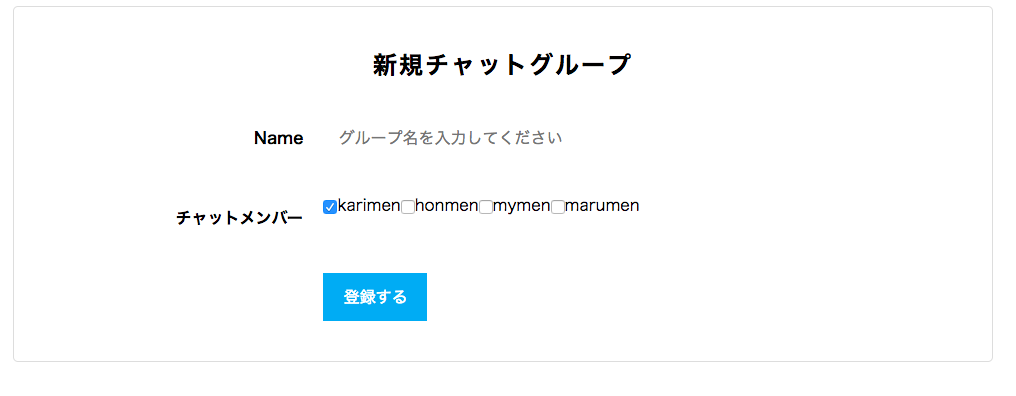 新規チャットグループ
Name グループ名を入力してください
チャットメンバー karimen honmen mymen marumen
登録する